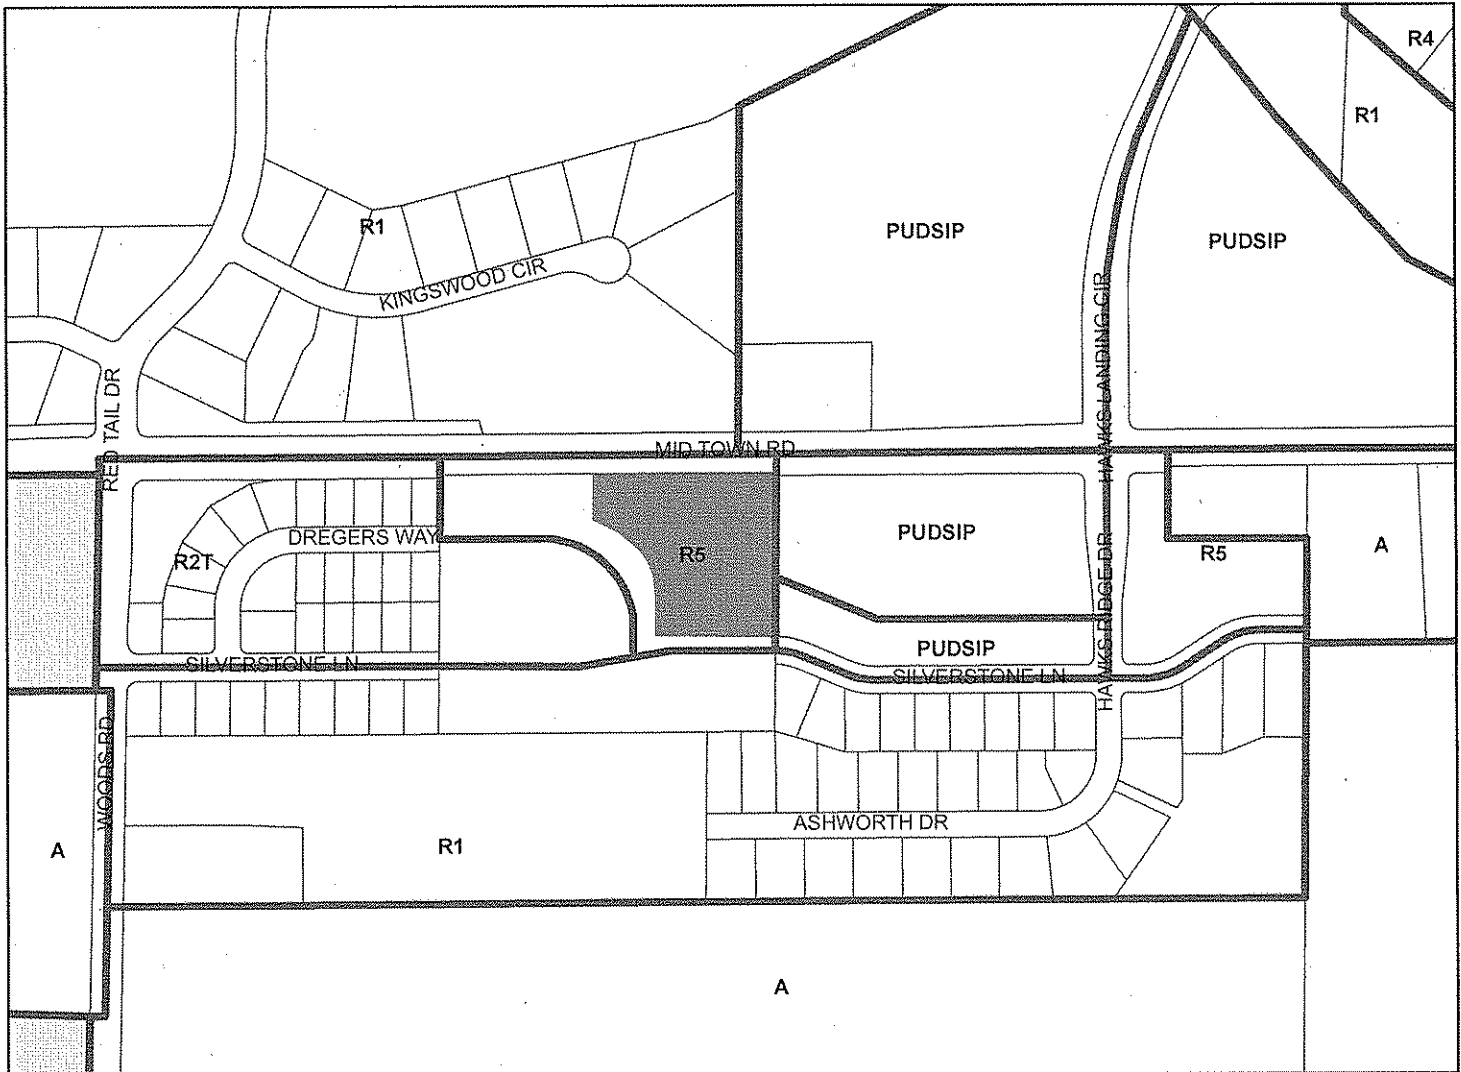 R4
R1
R1
PUDSIP
PUDSIP
KINGSWOOD CIR
HAWKS LANDING CIR
RED TAIL DR
MID TOWN RD
DREGERS WAY
R2T
R5
PUDSIP
HAWKS RIDGE DR
R5
A
PUDSIP
SILVERSTONE LN
SILVERSTONE LN
WOODS RD
ASHWORTH DR
A
R1
A